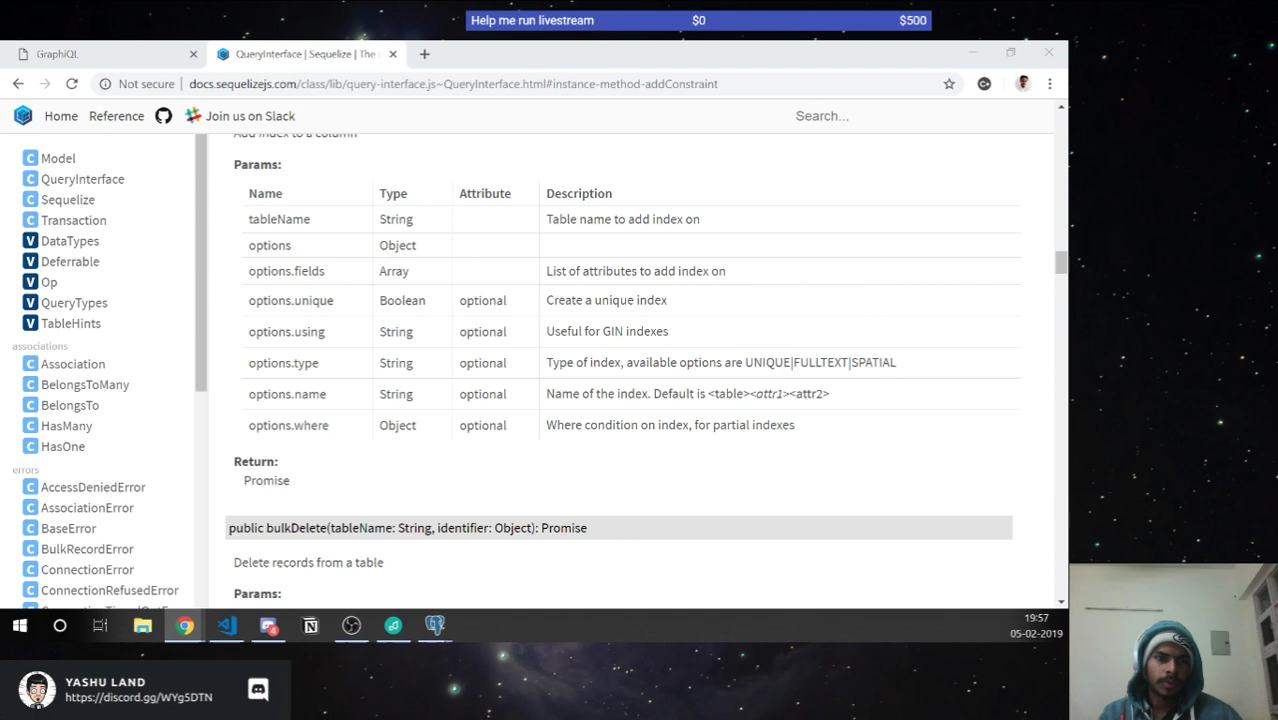 Help me run livestream $0 $500
GraphiQL
QueryInterface | Sequelize | The
Not secure docs.sequelizejs.com/class/lib/query-interface.js~QueryInterface.html#instance-method-addConstraint
Home Reference Join us on Slack Search...
Model
QueryInterface
Sequelize
Transaction
DataTypes
Deferrable
Op
QueryTypes
TableHints
associations
Association
BelongsToMany
BelongsTo
HasMany
HasOne
errors
AccessDeniedError
AssociationError
BaseError
BulkRecordError
ConnectionError
ConnectionRefusedError
Add index to a column
Params:
Name Type Attribute Description
tableName String Table name to add index on
options Object
options.fields Array List of attributes to add index on
options.unique Boolean optional Create a unique index
options.using String optional Useful for GIN indexes
options.type String optional Type of index, available options are UNIQUE|FULLTEXT|SPATIAL
options.name String optional Name of the index. Default is <table><attr1><attr2>
options.where Object optional Where condition on index, for partial indexes
Return:
Promise
public bulkDelete(tableName: String, identifier: Object): Promise
Delete records from a table
Params:
19:57
05-02-2019
YASHU LAND
https://discord.gg/WYg5DTN